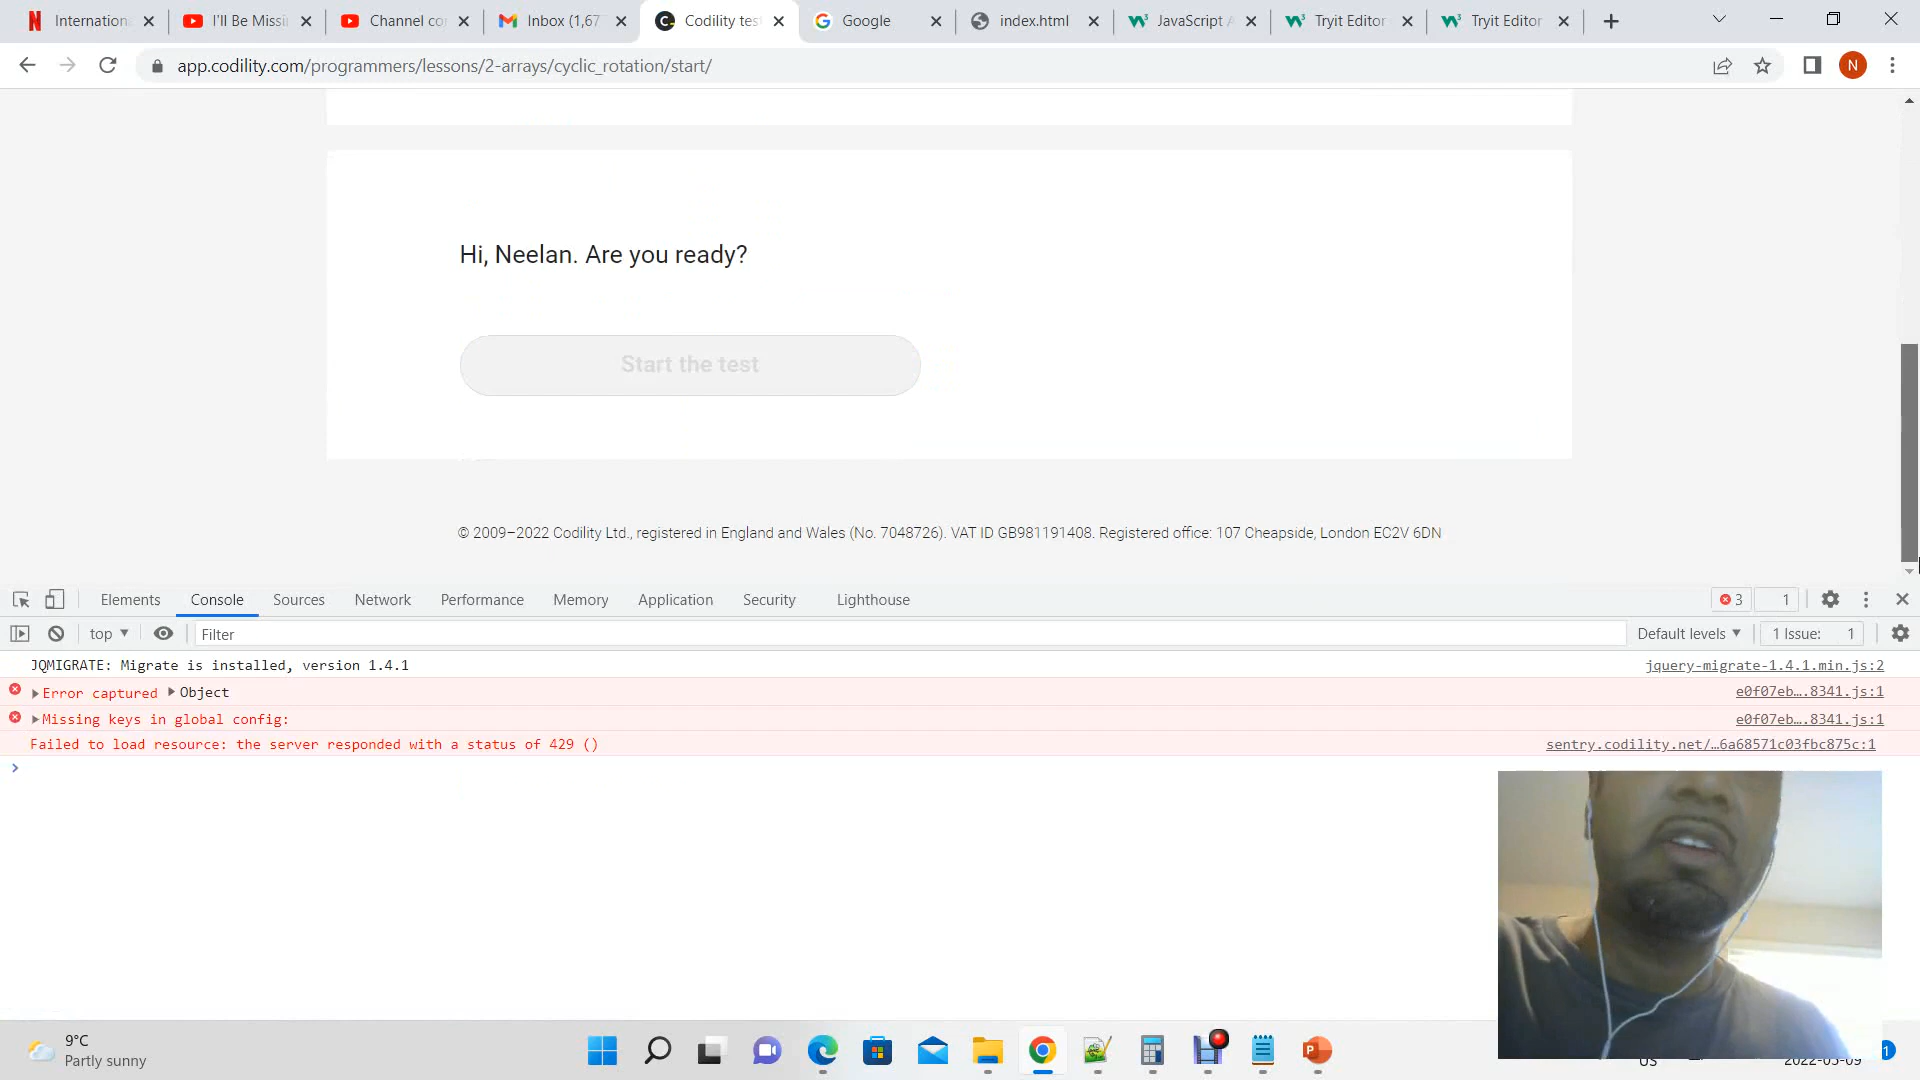 Internation
I'll Be Missi
Channel co
Inbox (1,67
Codility tes
Google
index.html
JavaScript A
Tryit Editor
Tryit Editor
app.codility.com/programmers/lessons/2-arrays/cyclic_rotation/start/
N
Hi, Neelan. Are you ready?
Start the test
© 2009–2022 Codility Ltd., registered in England and Wales (No. 7048726). VAT ID GB981191408. Registered office: 107 Cheapside, London EC2V 6DN
Elements Console Sources Network Performance Memory Application Security Lighthouse 3 1
top Filter Default levels 1 Issue: 1
JQMIGRATE: Migrate is installed, version 1.4.1 jquery-migrate-1.4.1.min.js:2
Error captured Object e0f07eb….8341.js:1
Missing keys in global config: e0f07eb….8341.js:1
Failed to load resource: the server responded with a status of 429 () sentry.codility.net/…6a68571c03fbc875c:1
9°C
Partly sunny
US
2022-05-09
1